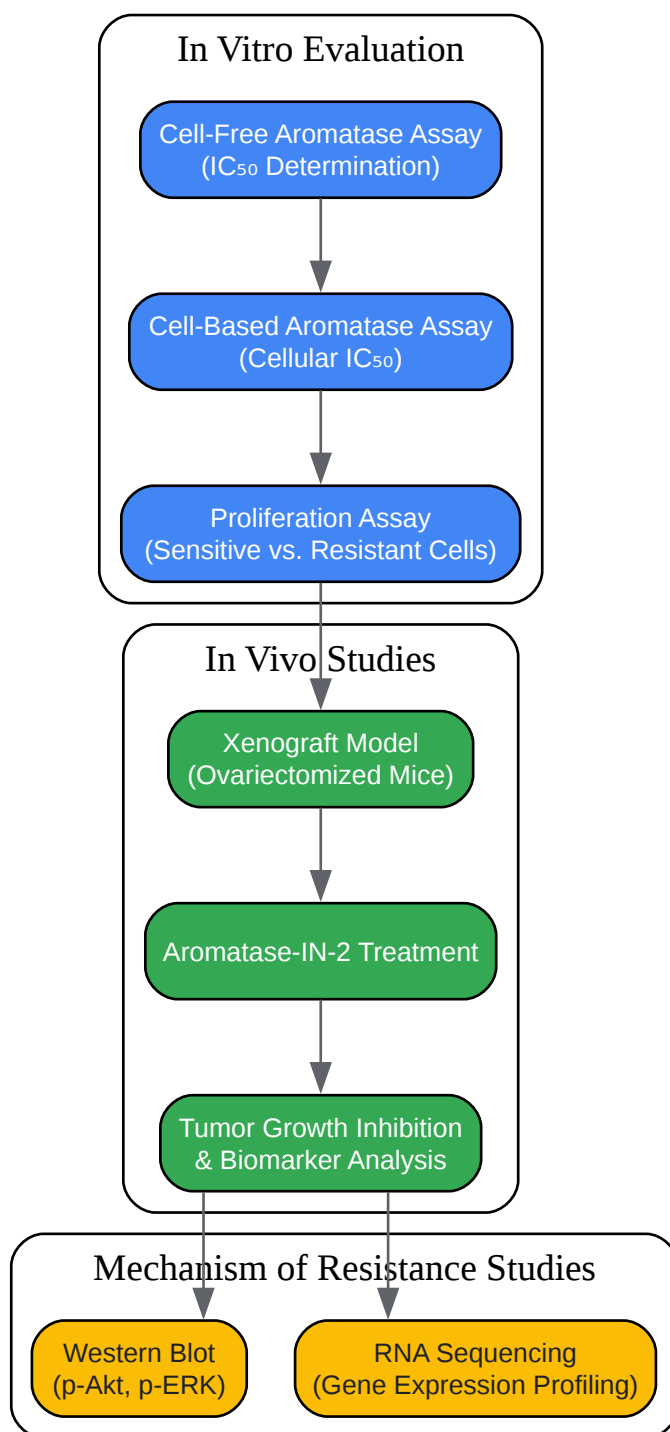 In Vitro Evaluation
Cell-Free Aromatase Assay
(IC₅₀ Determination)
Cell-Based Aromatase Assay
(Cellular IC₅₀)
Proliferation Assay
(Sensitive vs. Resistant Cells)
In Vivo Studies
Xenograft Model
(Ovariectomized Mice)
Aromatase-IN-2 Treatment
Tumor Growth Inhibition
& Biomarker Analysis
Mechanism of Resistance Studies
Western Blot
(p-Akt, p-ERK)
RNA Sequencing
(Gene Expression Profiling)